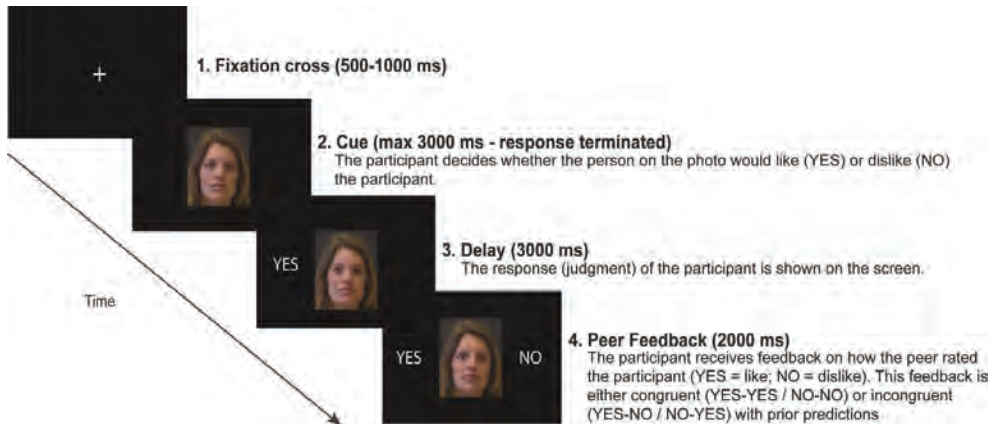 +
1. Fixation cross (500-1000 ms)
2. Cue (max 3000 ms - response terminated)
The participant decides whether the person on the photo would like (YES) or dislike (NO)
the participant.
YES
3. Delay (3000 ms)
The response (judgment) of the participant is shown on the screen.
Time
YES
NO
4. Peer Feedback (2000 ms)
The participant receives feedback on how the peer rated
the participant (YES = like; NO = dislike). This feedback is
either congruent (YES-YES / NO-NO) or incongruent
(YES-NO / NO-YES) with prior predictions